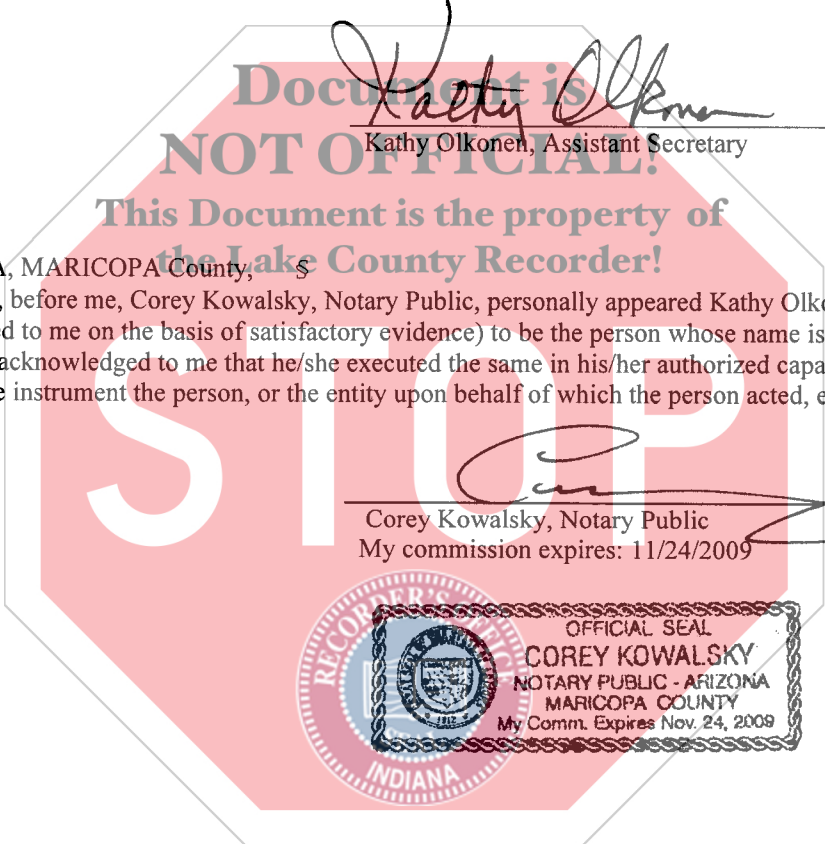 Document is
Kathy Olkonen
NOT OFFICIAL!
Kathy Olkonen, Assistant Secretary
This Document is the property of
the Lake County Recorder!
A, MARICOPA County, §
, before me, Corey Kowalsky, Notary Public, personally appeared Kathy Olko
d to me on the basis of satisfactory evidence) to be the person whose name is
acknowledged to me that he/she executed the same in his/her authorized capa
e instrument the person, or the entity upon behalf of which the person acted, e
STOP
Corey Kowalsky, Notary Public
My commission expires: 11/24/2009
RECORDER'S OFFICE
INDIANA
OFFICIAL SEAL
COREY KOWALSKY
NOTARY PUBLIC - ARIZONA
MARICOPA COUNTY
My Comm. Expires Nov. 24, 2009
1912